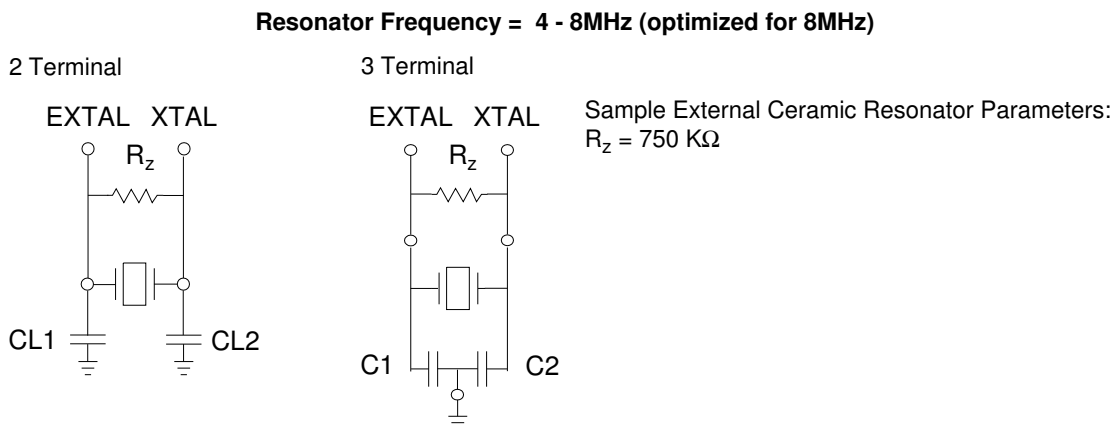 Resonator Frequency = 4 - 8MHz (optimized for 8MHz)
2 Terminal
3 Terminal
EXTAL XTAL
EXTAL XTAL
Sample External Ceramic Resonator Parameters:
Rz = 750 KΩ
Rz
Rz
CL1
CL2
C1
C2